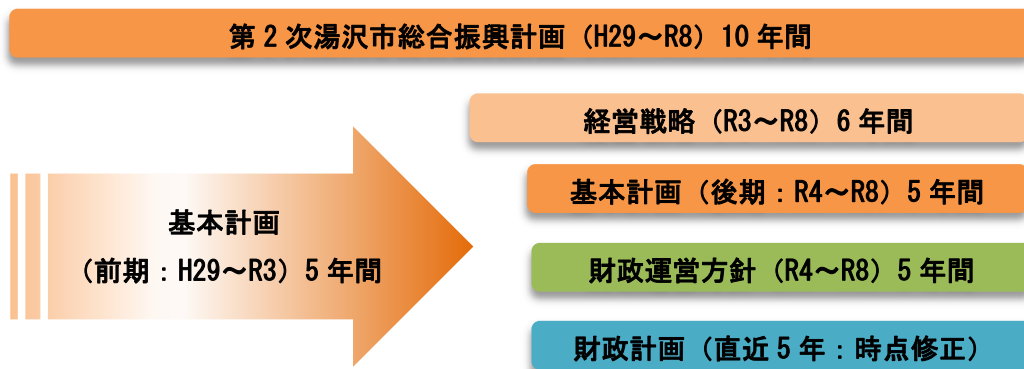 第2次湯沢市総合振興計画（H29～R8）10年間
経営戦略（R3～R8）6年間
基本計画（後期：R4～R8）5年間
基本計画
（前期：H29～R3）5年間
財政運営方針（R4～R8）5年間
財政計画（直近5年：時点修正）